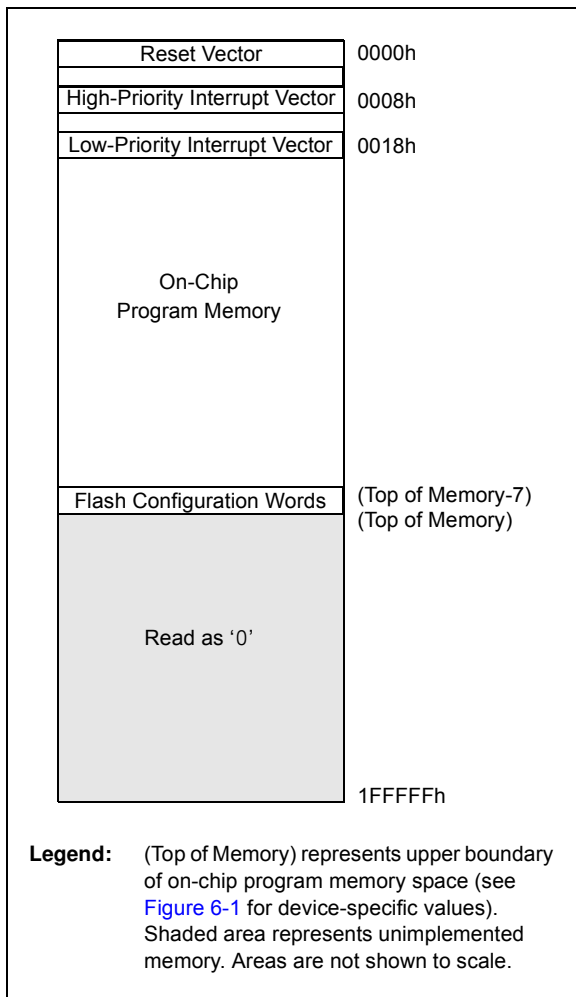 Reset Vector 0000h
High-Priority Interrupt Vector 0008h
Low-Priority Interrupt Vector 0018h
On-Chip
Program Memory
Flash Configuration Words (Top of Memory-7)
(Top of Memory)
Read as ‘0’
1FFFFFh
Legend: (Top of Memory) represents upper boundary
of on-chip program memory space (see
Figure 6-1 for device-specific values).
Shaded area represents unimplemented
memory. Areas are not shown to scale.